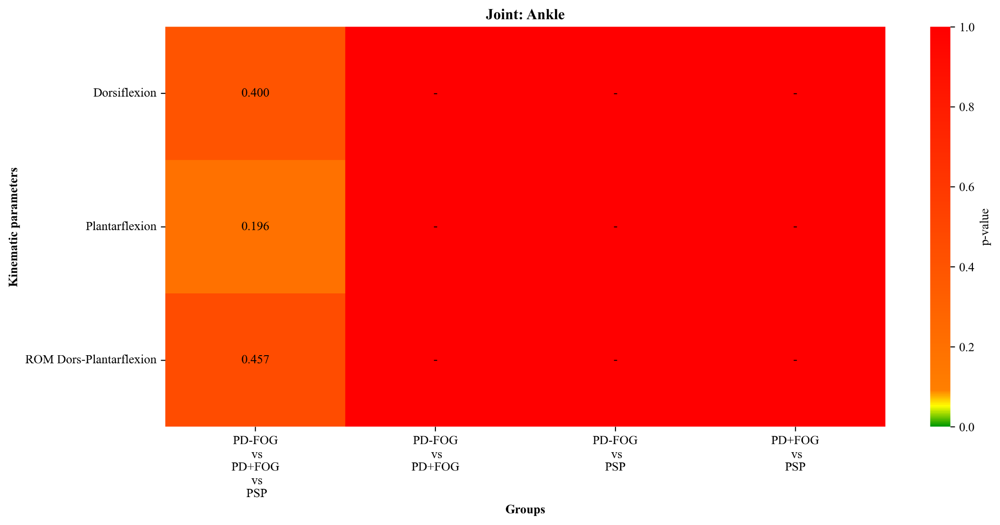 Joint: Ankle
Kinematic parameters
Dorsiflexion
0.400
-
-
-
Plantarflexion
0.196
-
-
-
ROM Dors-Plantarflexion
0.457
-
-
-
PD-FOG
vs
PD+FOG
vs
PSP
PD-FOG
vs
PD+FOG
PD-FOG
vs
PSP
PD+FOG
vs
PSP
Groups
1.0
0.8
0.6
0.4
0.2
0.0
p-value